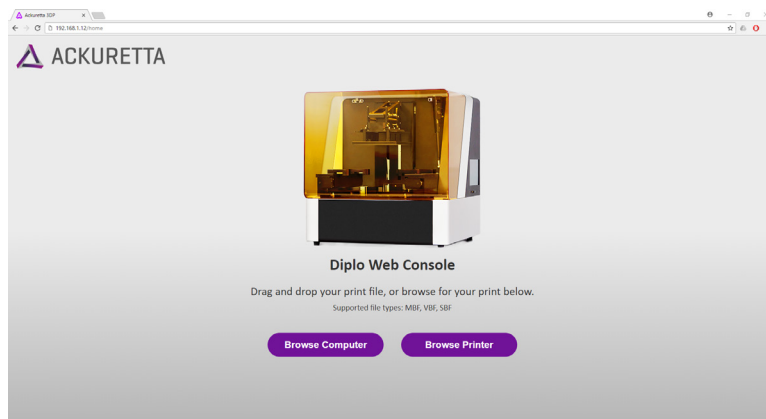 Ackuretta 3DP
192.168.1.12/home
ACKURETTA
Diplo Web Console
Drag and drop your print file, or browse for your print below.
Supported file types: MBF, VBF, SBF
Browse Computer
Browse Printer